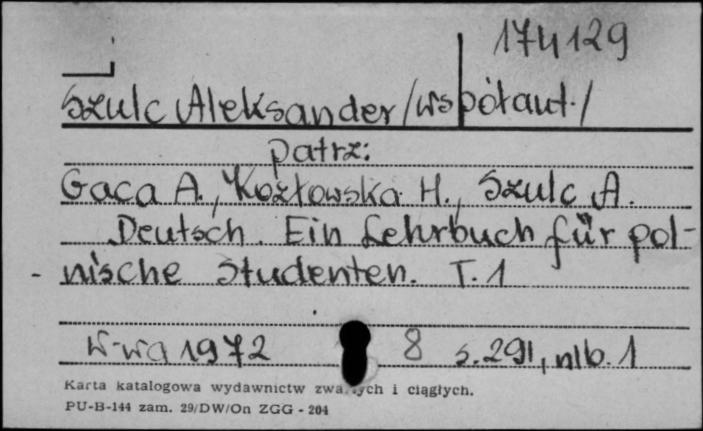 174129
Szulc Aleksander /współaut./
patrz:
Gaca A., Kozłowska H., Szulc A.
Deutsch. Ein Lehrbuch für pol-
nische Studenten. T. 1
W-wa 1972 8 s. 291, nlb. 1
Karta katalogowa wydawnictw zwartych i ciągłych.
PU-B-144 zam. 29/DW/On ZGG - 204